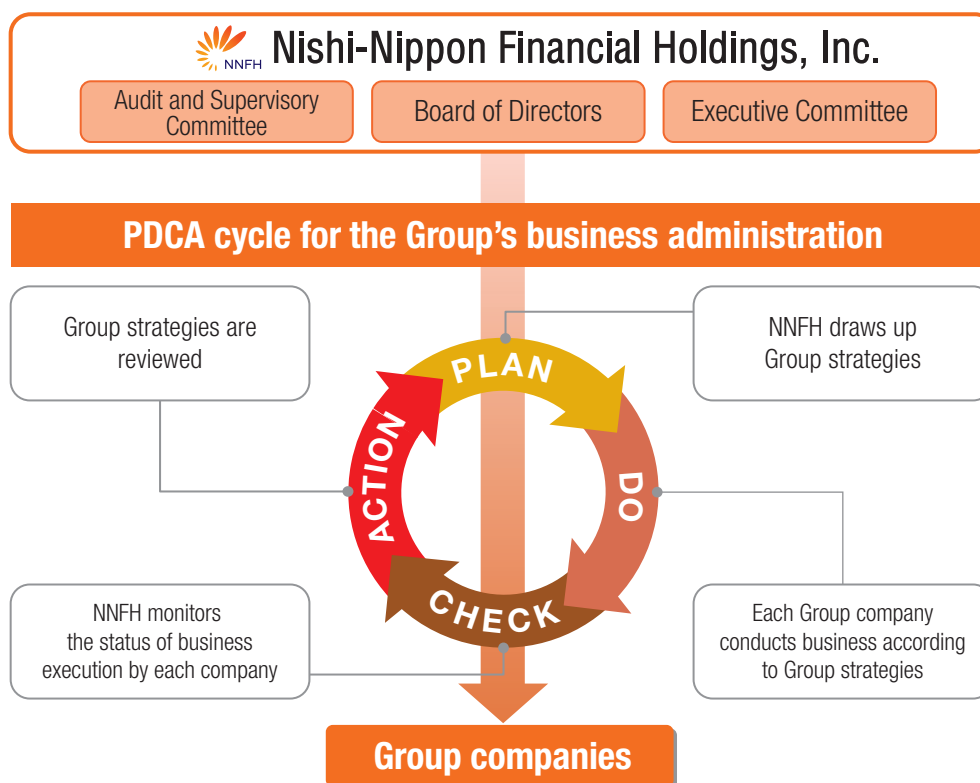 NNFH
Nishi-Nippon Financial Holdings, Inc.
Audit and Supervisory
Committee
Board of Directors
Executive Committee
PDCA cycle for the Group's business administration
Group strategies are
reviewed
NNFH draws up
Group strategies
PLAN
DO
CHECK
ACTION
NNFH monitors
the status of business
execution by each company
Each Group company
conducts business according
to Group strategies
Group companies